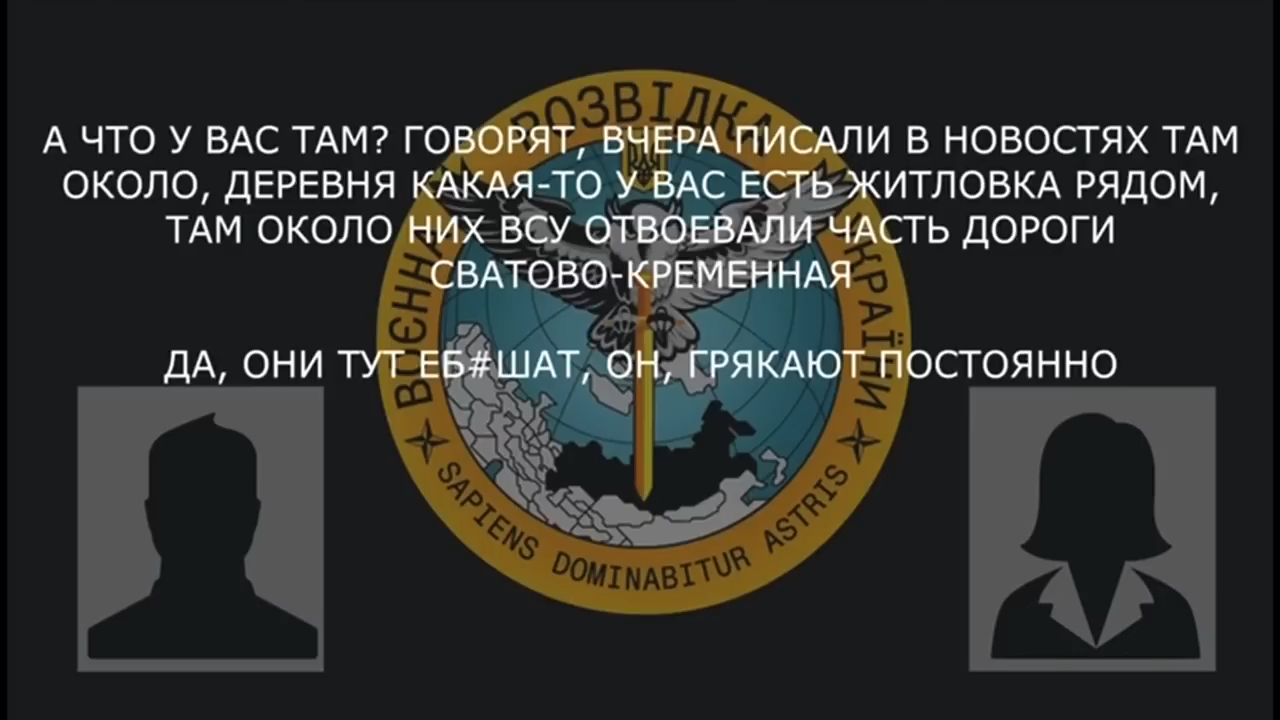 А ЧТО У ВАС ТАМ? ГОВОРЯТ, ВЧЕРА ПИСАЛИ В НОВОСТЯХ ТАМ
ОКОЛО, ДЕРЕВНЯ КАКАЯ-ТО У ВАС ЕСТЬ ЖИТЛОВКА РЯДОМ,
ТАМ ОКОЛО НИХ ВСУ ОТВОЕВАЛИ ЧАСТЬ ДОРОГИ
СВАТОВО-КРЕМЕННАЯ
ДА, ОНИ ТУТ ЕБ#ШАТ, ОН, ГРЯКАЮТ ПОСТОЯННО
ВОЄННА РОЗВІДКА УКРАЇНИ
SAPIENS DOMINABITUR ASTRIS